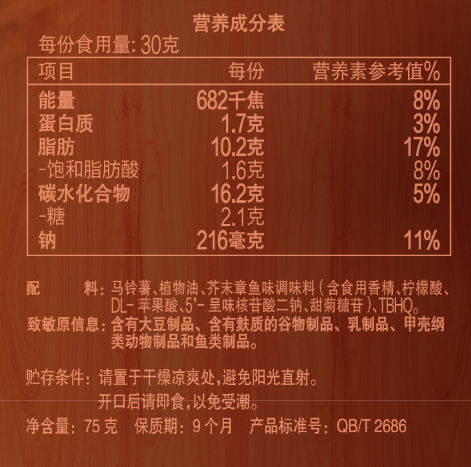 营养成分表
每份食用量: 30克
项目 每份 营养素参考值%
能量 682千焦 8%
蛋白质 1.7克 3%
脂肪 10.2克 17%
-饱和脂肪酸 1.6克 8%
碳水化合物 16.2克 5%
-糖 2.1克
钠 216毫克 11%
配 料: 马铃薯、植物油、芥末章鱼味调味料(含食用香精、柠檬酸、
DL-苹果酸、5'-呈味核苷酸二钠、甜菊糖苷)、TBHQ。
致敏原信息: 含有大豆制品、含有麸质的谷物制品、乳制品、甲壳纲
类动物制品和鱼类制品。
贮存条件: 请置于干燥凉爽处,避免阳光直射。
开口后请即食,以免受潮。
净含量: 75克 保质期: 9个月 产品标准号: QB/T 2686